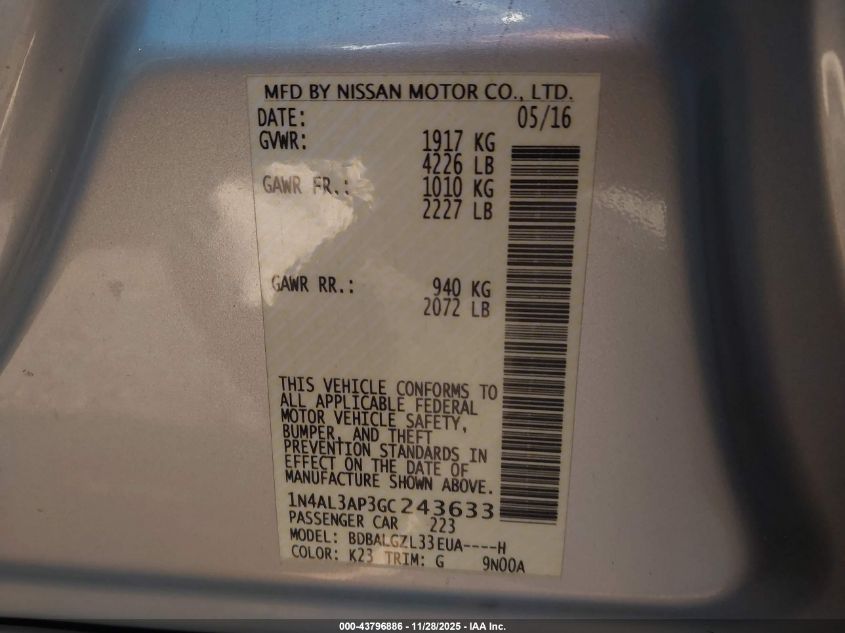 MFD BY NISSAN MOTOR CO., LTD.
DATE: 05/16
GVWR: 1917 KG
4226 LB
GAWR FR.: 1010 KG
2227 LB
GAWR RR.: 940 KG
2072 LB
THIS VEHICLE CONFORMS TO
ALL APPLICABLE FEDERAL
MOTOR VEHICLE SAFETY,
BUMPER, AND THEFT
PREVENTION STANDARDS IN
EFFECT ON THE DATE OF
MANUFACTURE SHOWN ABOVE.
1N4AL3AP3GC243633
PASSENGER CAR 223
MODEL: BDBALGZL33EUA----H
COLOR: K23 TRIM: G 9N00A
000-43796886 - 11/28/2025 - IAA Inc.